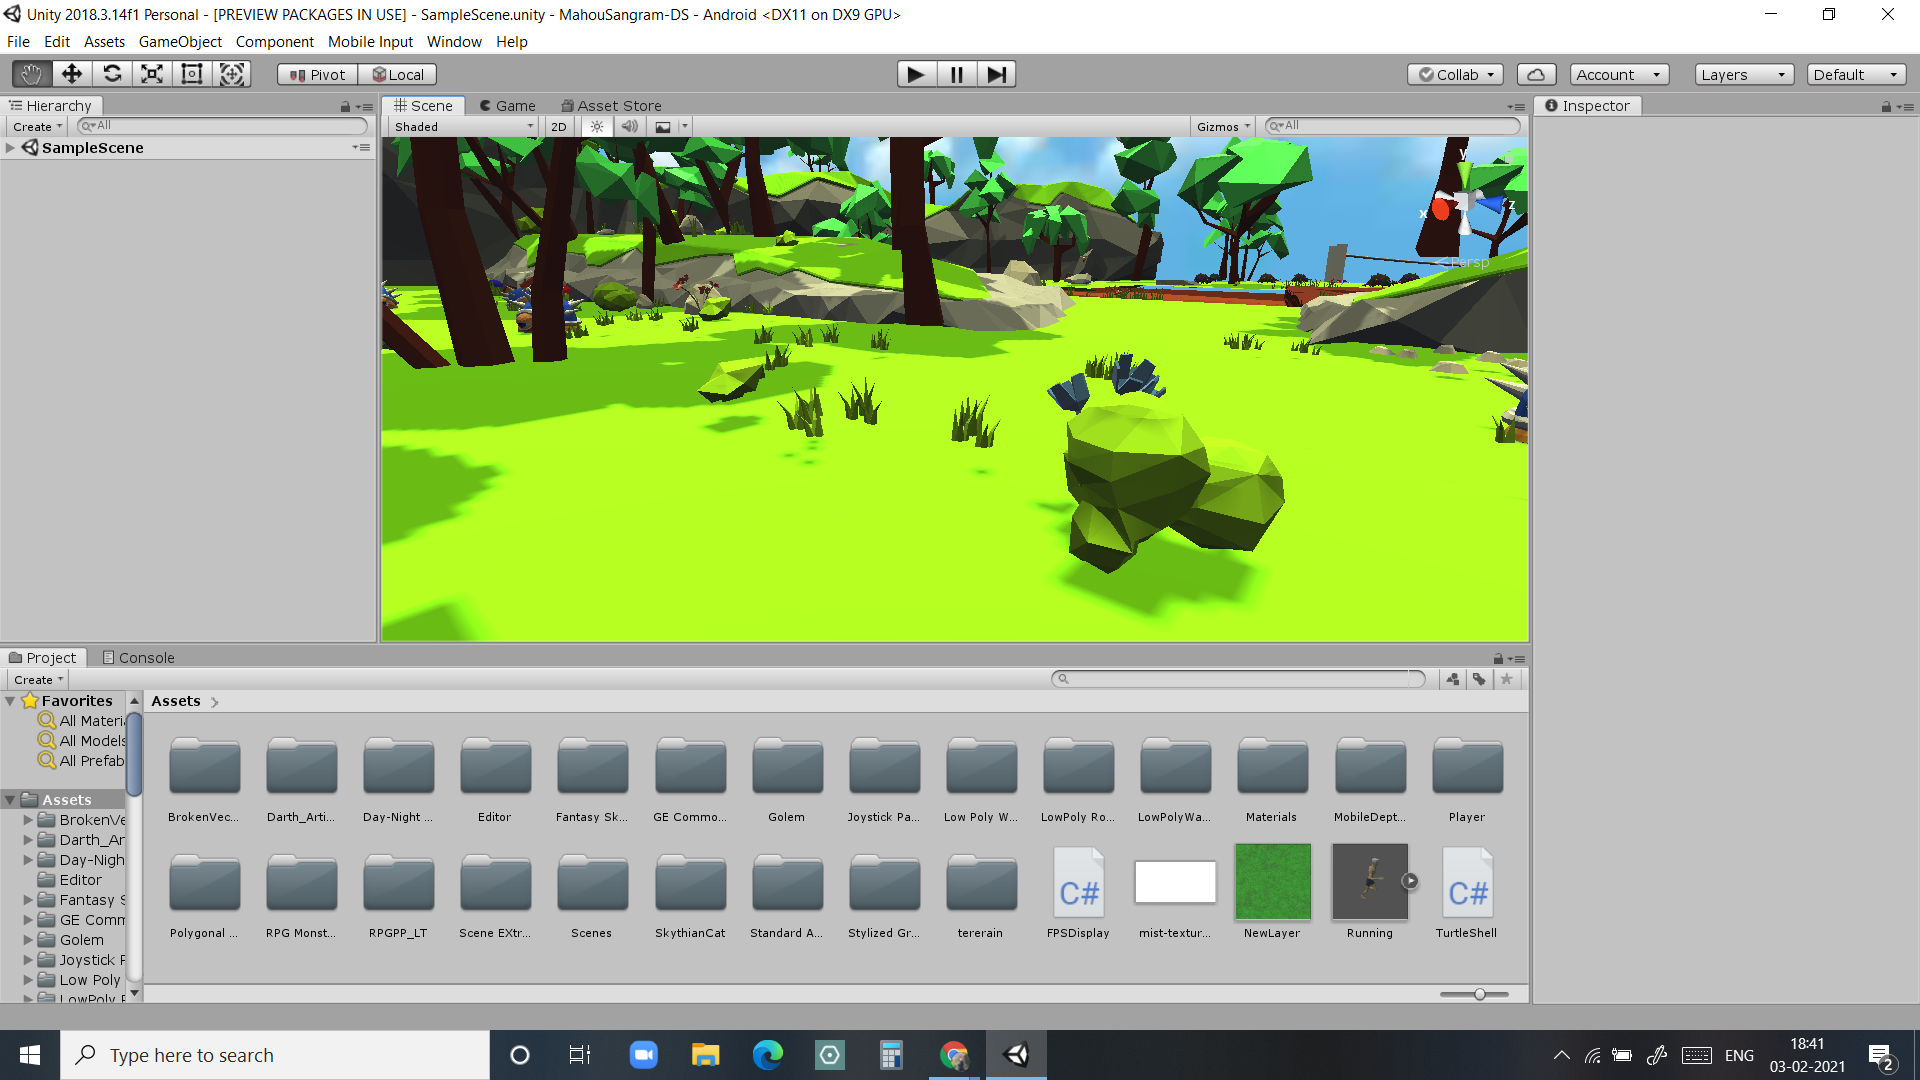 Unity 2018.3.14f1 Personal - [PREVIEW PACKAGES IN USE] - SampleScene.unity - MahouSangram-DS - Android <DX11 on DX9 GPU>
File Edit Assets GameObject Component Mobile Input Window Help
Pivot Local Collab Account Layers Default
Hierarchy Scene Game Asset Store Inspector
Create All Shaded 2D Gizmos All
SampleScene
y
x z
Persp
Project Console
Create
Favorites Assets
All Materia
All Models
All Prefab
Assets
BrokenVe
Darth_Ar
Day-Nigh
Editor
Fantasy S
GE Comm
Golem
Joystick P
Low Poly
LowPoly R
BrokenVec... Darth_Arti... Day-Night ... Editor Fantasy Sk... GE Commo... Golem Joystick Pa... Low Poly W... LowPoly Ro... LowPolyWa... Materials MobileDept... Player
C# C#
Polygonal ... RPG Monst... RPGPP_LT Scene EXtr... Scenes SkythianCat Standard A... Stylized Gr... tererain FPSDisplay mist-textur... NewLayer Running TurtleShell
Type here to search
ENG
18:41
03-02-2021
2